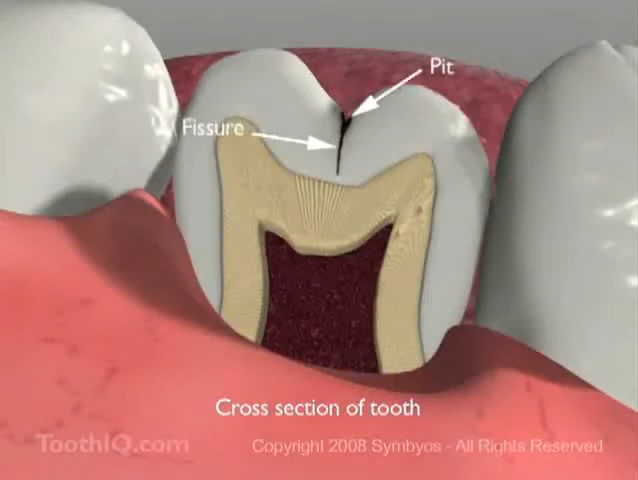 Pit
Fissure
Cross section of tooth
ToothIQ.com
Copyright 2008 Symbyos - All Rights Reserved